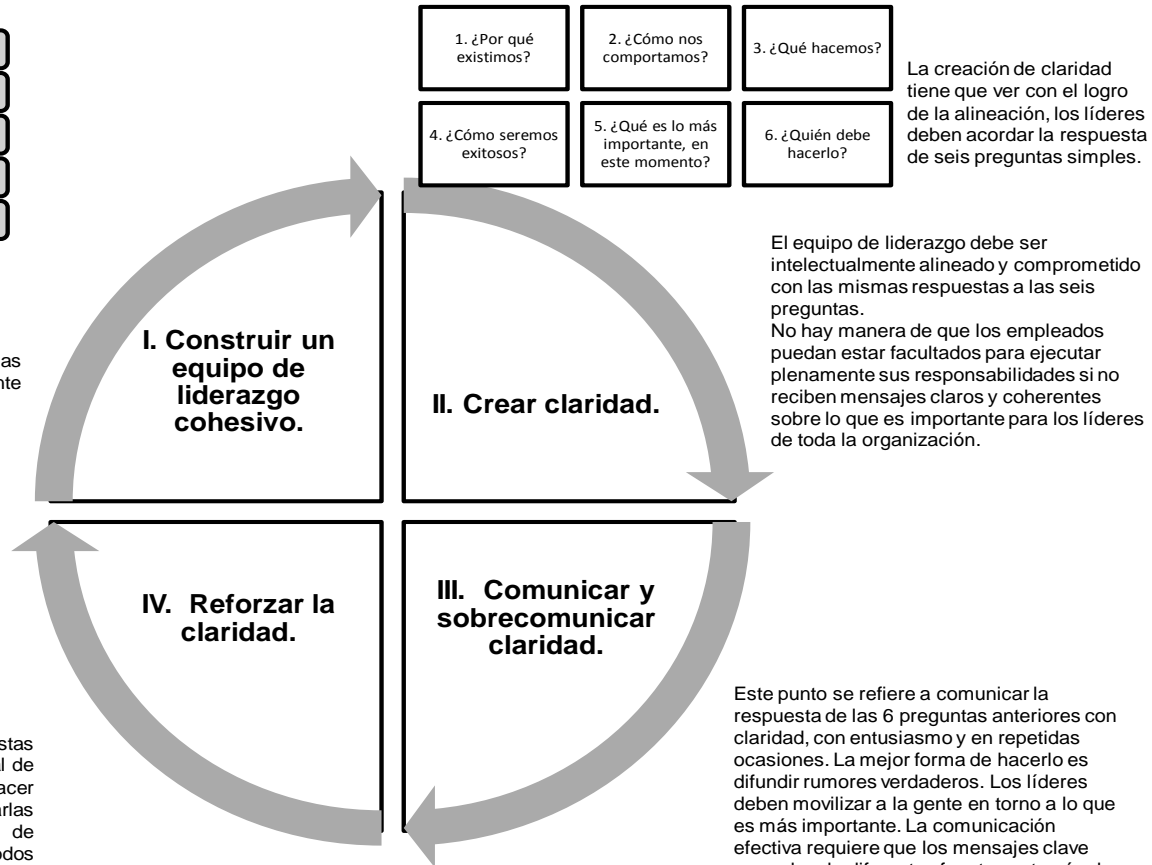 1. ¿Por qué
existimos?
2. ¿Cómo nos
comportamos?
3. ¿Qué hacemos?
4. ¿Cómo seremos
exitosos?
5. ¿Qué es lo más
importante, en
este momento?
6. ¿Quién debe
hacerlo?
La creación de claridad
tiene que ver con el logro
de la alineación, los líderes
deben acordar la respuesta
de seis preguntas simples.
El equipo de liderazgo debe ser
intelectualmente alineado y comprometido
con las mismas respuestas a las seis
preguntas.
No hay manera de que los empleados
puedan estar facultados para ejecutar
plenamente sus responsabilidades si no
reciben mensajes claros y coherentes
sobre lo que es importante para los líderes
de toda la organización.
I. Construir un
equipo de
liderazgo
cohesivo.
II. Crear claridad.
IV. Reforzar la
claridad.
III. Comunicar y
sobrecomunicar
claridad.
Este punto se refiere a comunicar la
respuesta de las 6 preguntas anteriores con
claridad, con entusiasmo y en repetidas
ocasiones. La mejor forma de hacerlo es
difundir rumores verdaderos. Los líderes
deben movilizar a la gente en torno a lo que
es más importante. La comunicación
efectiva requiere que los mensajes clave
de